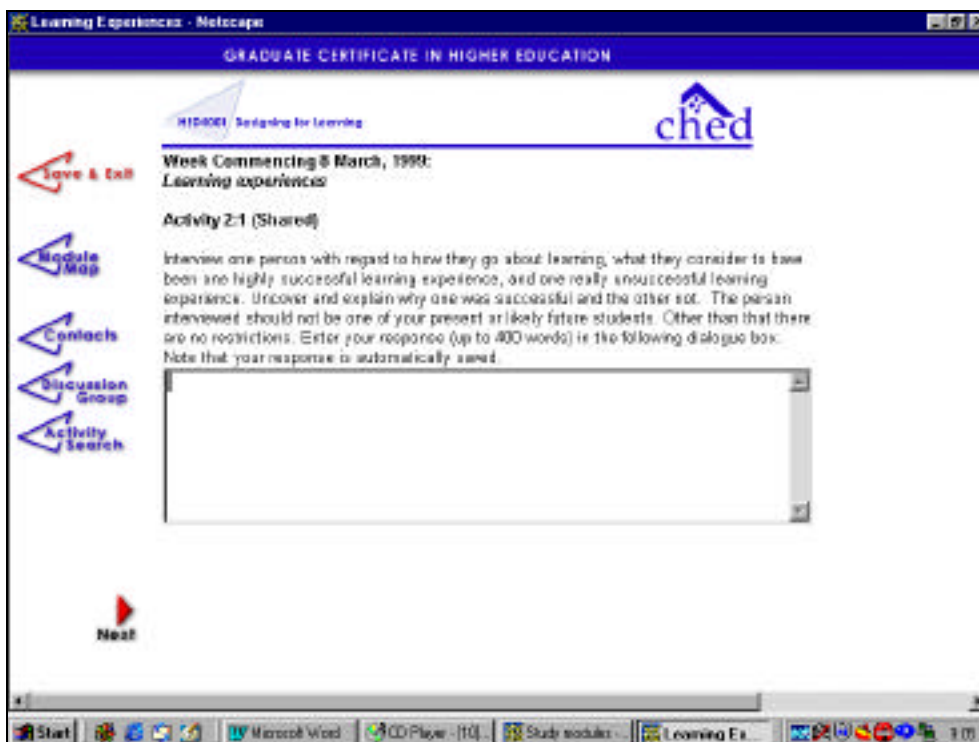 Learning Experiences - Netscape
GRADUATE CERTIFICATE IN HIGHER EDUCATION
Designing for Learning
ched
Week Commencing 8 March, 1999:
Learning experiences
Activity 2:1 (Shared)
Interview one person with regard to how they go about learning, what they consider to have
been one highly successful learning experience, and one really unsuccessful learning
experience. Uncover and explain why one was successful and the other not. The person
interviewed should not be one of your present or likely future students. Other than that there
are no restrictions. Enter your response (up to 400 words) in the following dialogue box.
Note that your response is automatically saved.
Save & Exit
Module
Map
Contacts
Discussion
Group
Activity
Search
Next
Start
Microsoft Word
CD Player - [10]...
Study modules - ...
Learning Ex...